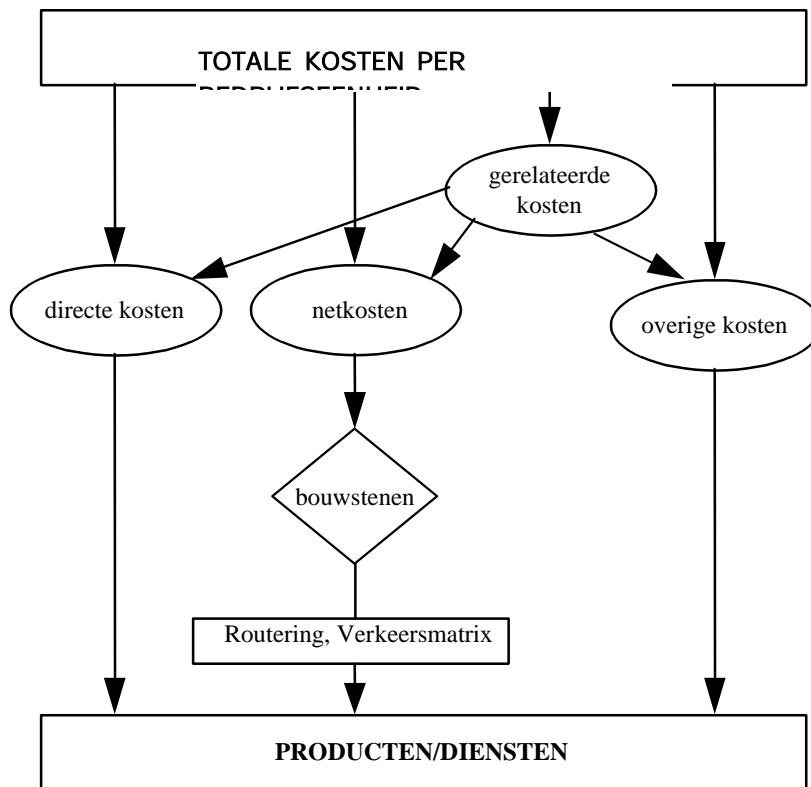 TOTALE KOSTEN PER
gerelateerde
kosten
directe kosten
netkosten
overige kosten
bouwstenen
Routering, Verkeersmatrix
PRODUCTEN/DIENSTEN